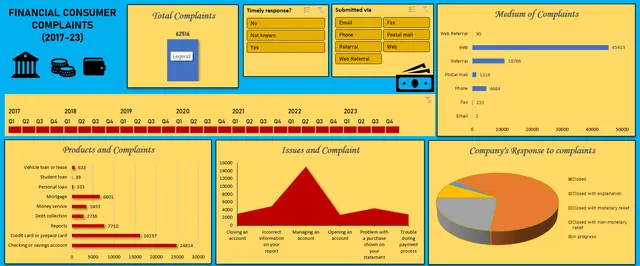 FINANCIAL CONSUMER
COMPLAINTS
(2017-23)
Total Complaints
62516
Legend
Timely response?
No
Not known
Yes
Submitted via
Email
Fax
Phone
Postal mail
Referral
Web
Web Referral
Medium of Complaints
Web Referral 90
Web 45423
Referral 10766
Postal mail 1318
Phone 6684
Fax 233
Email 2
0 10000 20000 30000 40000 50000
2017 2018 2019 2020 2021 2022 2023
Q1 Q2 Q3 Q4 Q1 Q2 Q3 Q4 Q1 Q2 Q3 Q4 Q1 Q2 Q3 Q4 Q1 Q2 Q3 Q4 Q1 Q2 Q3 Q4 Q1 Q2 Q3 Q4
Products and Complaints
Vehicle loan or lease 633
Student loan 39
Personal loan 333
Mortgage 6601
Money service 3453
Debt collection 2736
Reports 7710
Credit card or prepaid card 16197
Checking or savings account 24814
0 5000 10000 15000 20000 25000 30000
Issues and Complaint
16000
14000
12000
10000
8000
6000
4000
2000
0
Closing an account
Incorrect information on your report
Managing an account
Opening an account
Problem with a purchase shown on your statement
Trouble during payment process
Company's Response to complaints
Closed
Closed with explanation
Closed with monetary relief
Closed with non-monetary relief
In progress